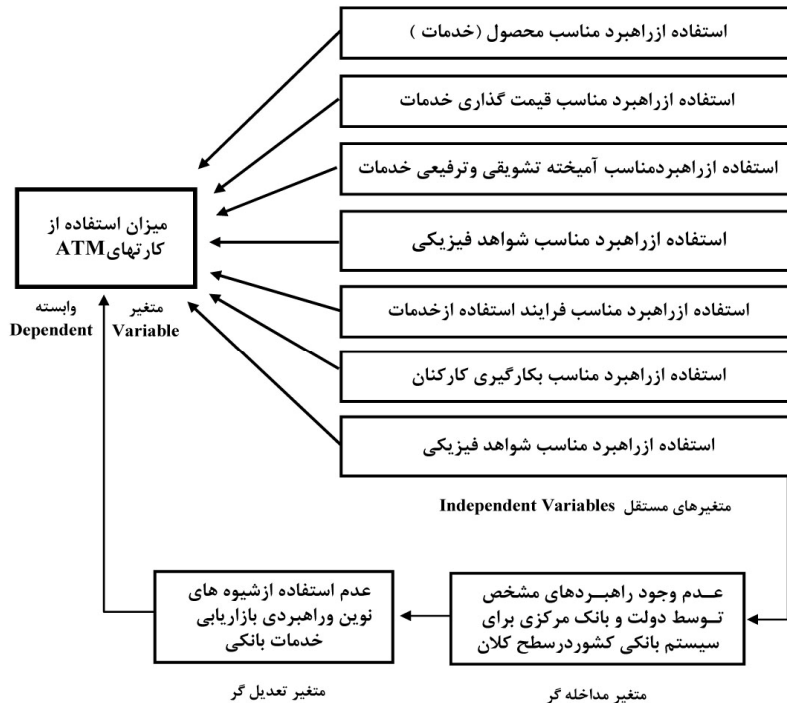 استفاده ازراهبرد مناسب محصول (خدمات )
استفاده ازراهبرد مناسب قیمت گذاری خدمات
استفاده ازراهبردمناسب آمیخته تشویقی وترفیعی خدمات
استفاده ازراهبرد مناسب شواهد فیزیکی
استفاده ازراهبرد مناسب فرایند استفاده ازخدمات
استفاده ازراهبرد مناسب بکارگیری کارکنان
استفاده ازراهبرد مناسب شواهد فیزیکی
میزان استفاده از
کارتهایATM
متغیر وابسته
Dependent Variable
متغیرهای مستقل Independent Variables
عـدم وجود راهبـردهای مشخص
تـوسط دولت و بانک مرکزی برای
سیستم بانکی کشوردرسطح کلان
متغیر مداخله گر
عدم استفاده ازشیوه های
نوین وراهبردی بازاریابی
خدمات بانکی
متغیر تعدیل گر